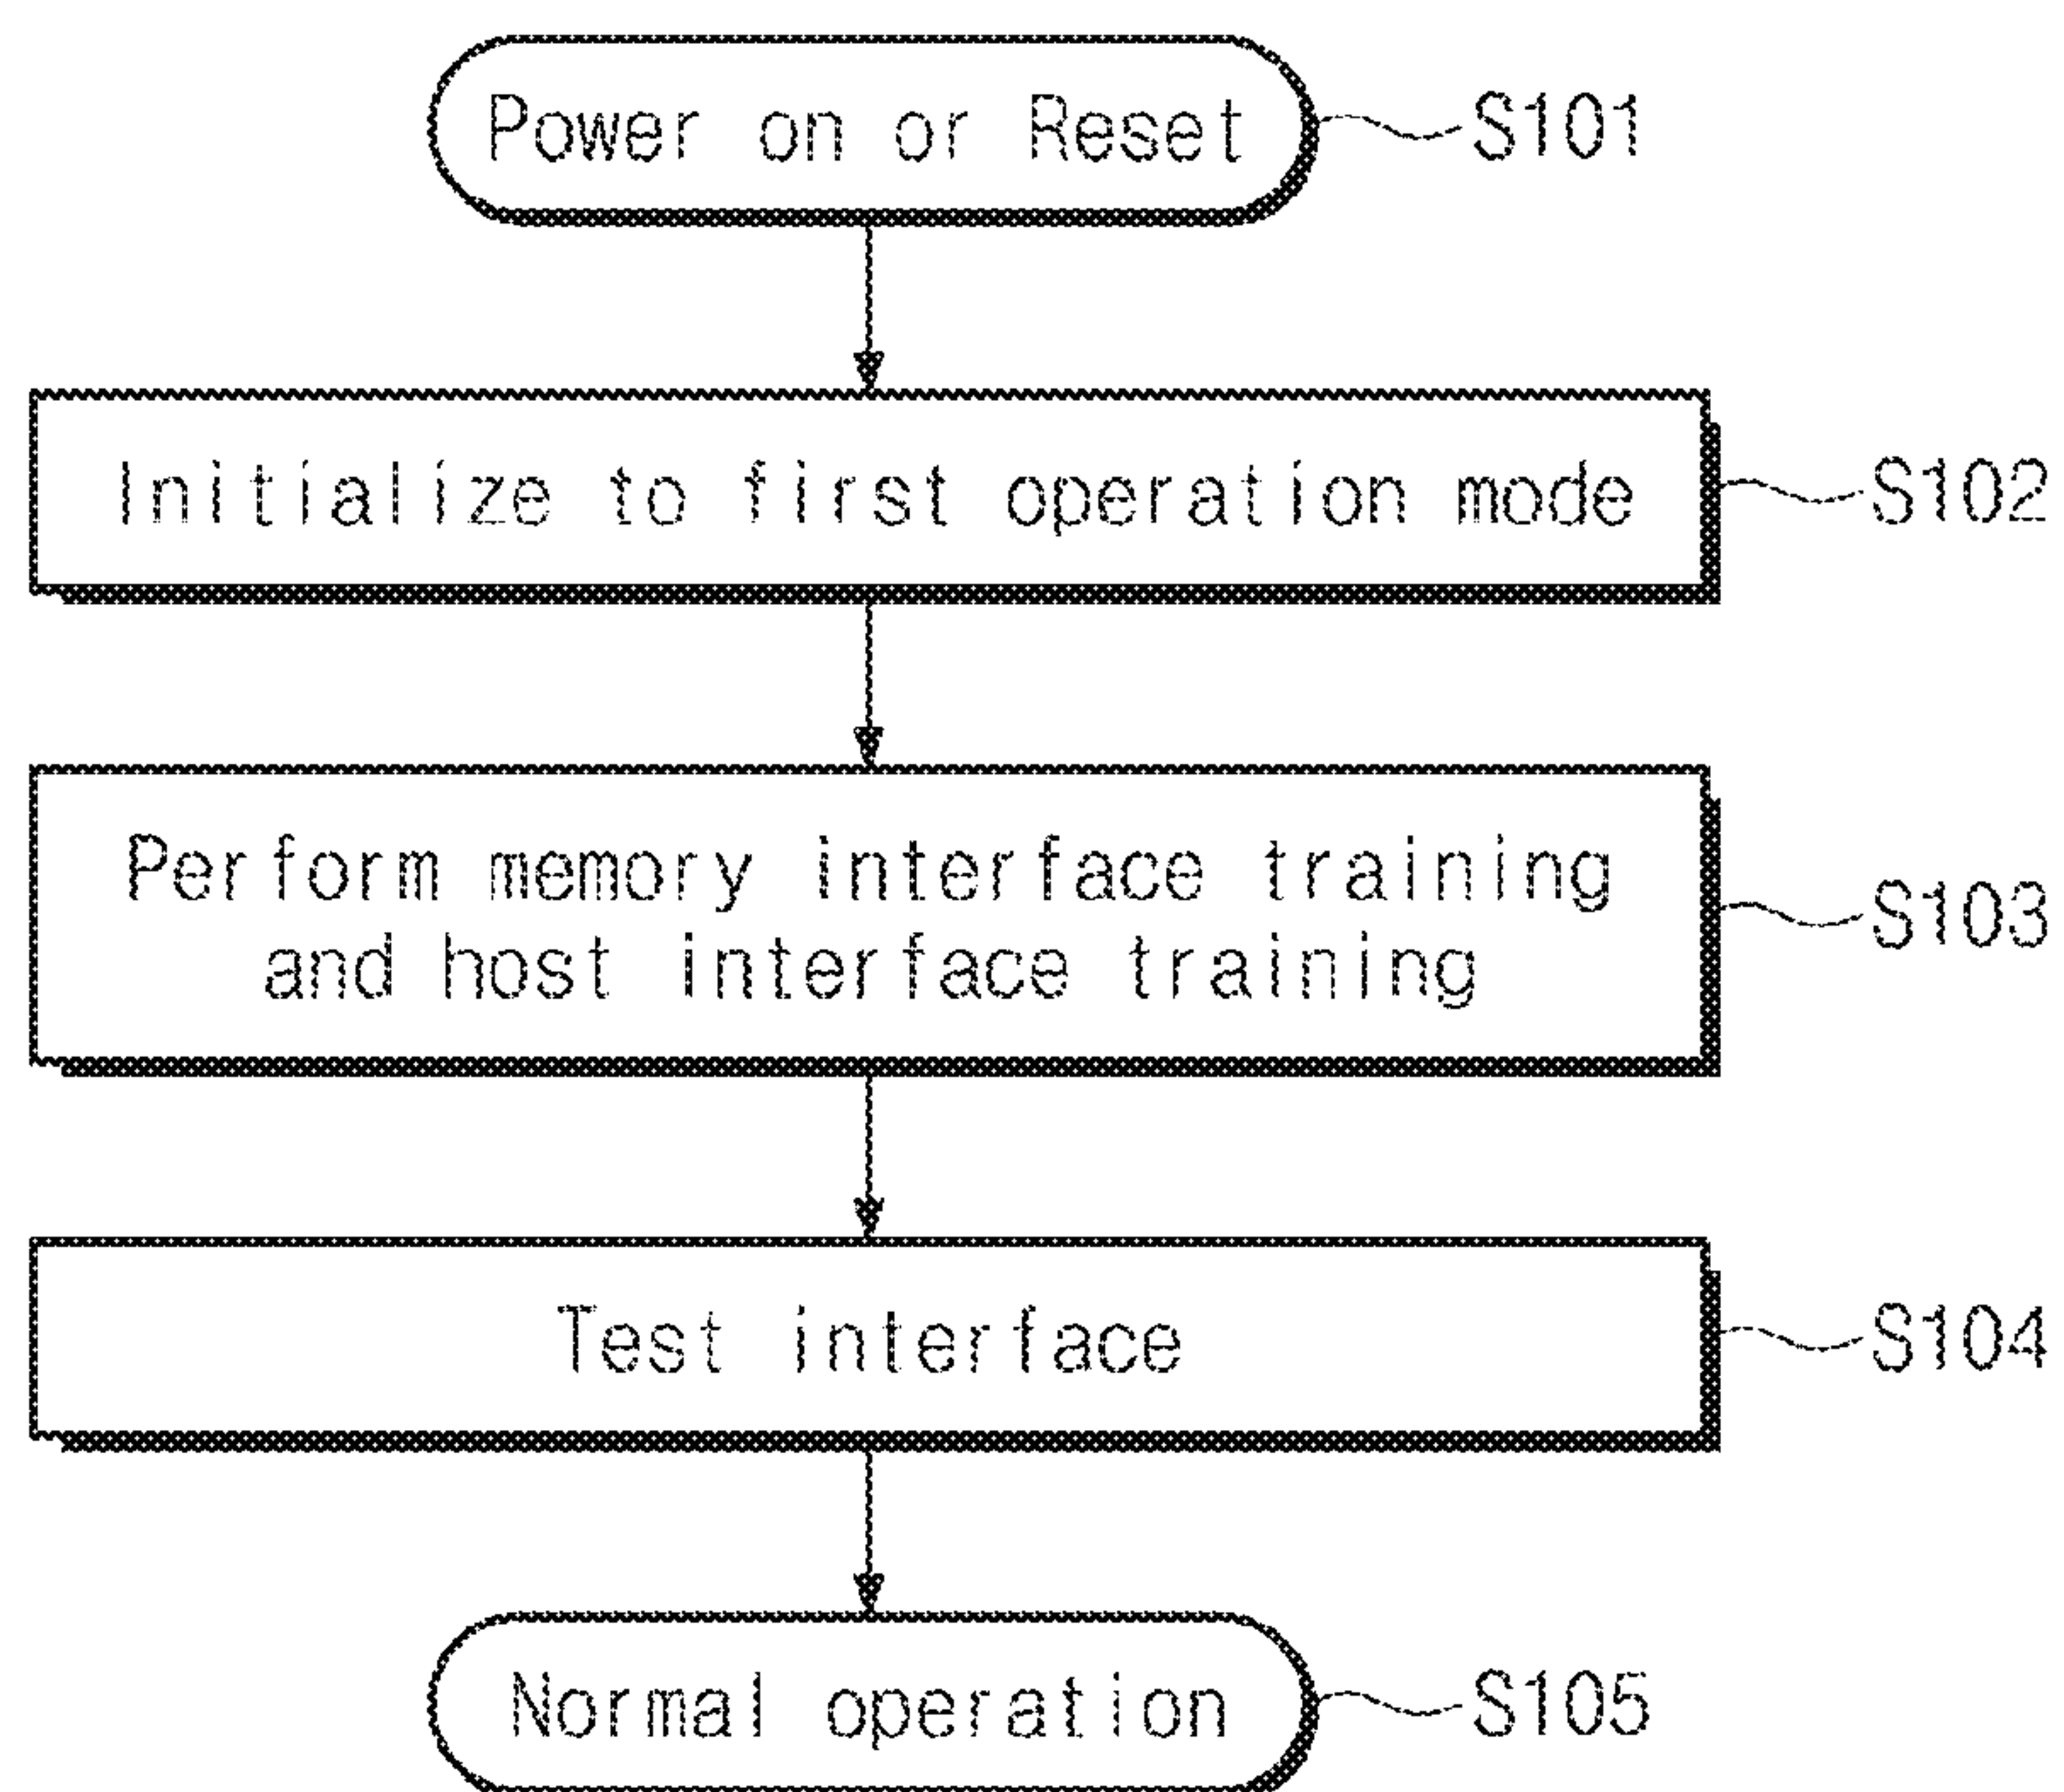 Power on or Reset
S101
Initialize to first operation mode
S102
Perform memory interface training
and host interface training
S103
Test interface
S104
Normal operation
S105